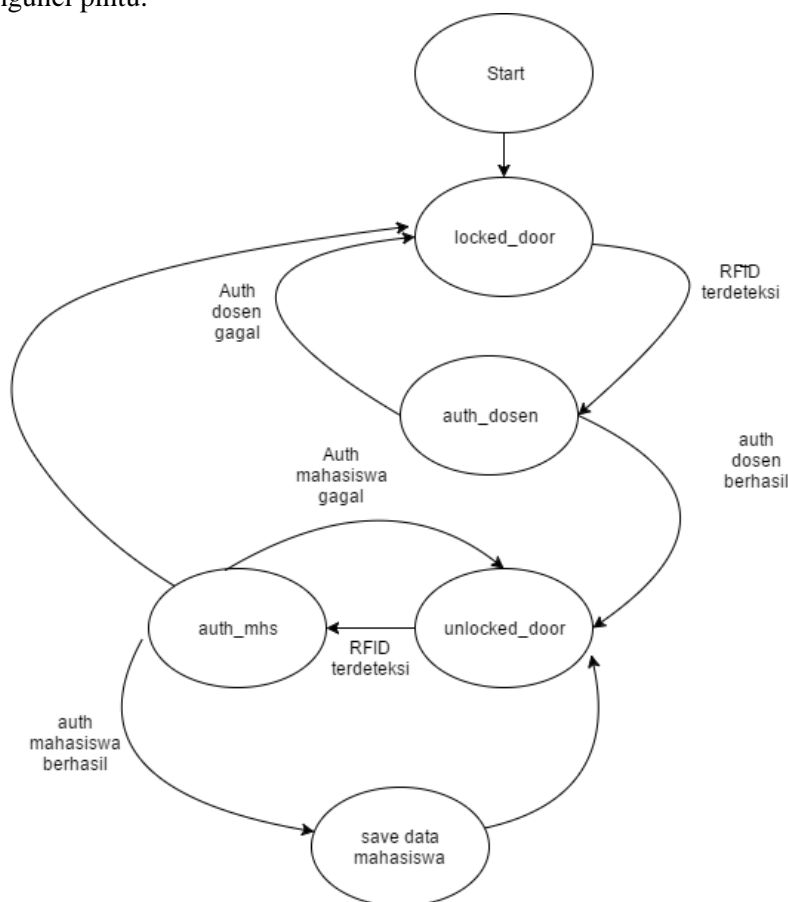 ngunci pintu.
Start
locked_door
RFID
terdeteksi
Auth
dosen
gagal
auth_dosen
auth
dosen
berhasil
Auth
mahasiswa
gagal
auth_mhs
unlocked_door
RFID
terdeteksi
auth
mahasiswa
berhasil
save data
mahasiswa